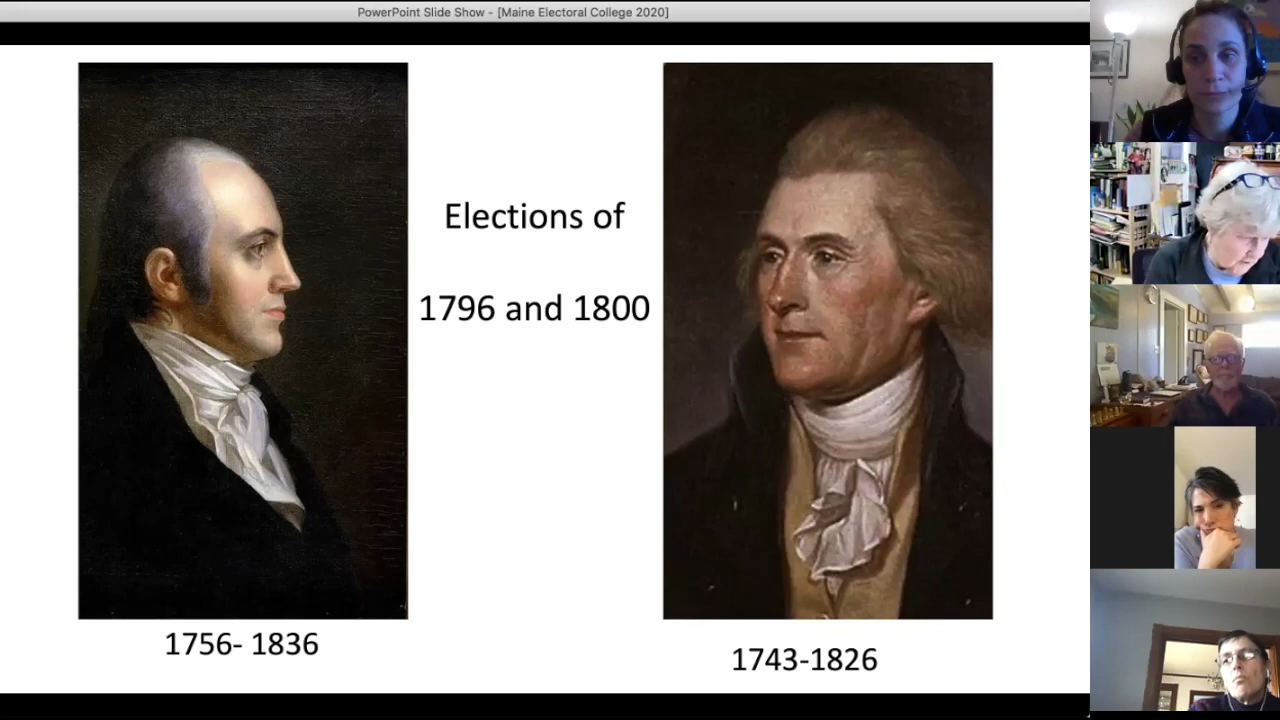 PowerPoint Slide Show - [Maine Electoral College 2020]
Elections of
1796 and 1800
1756- 1836
1743-1826